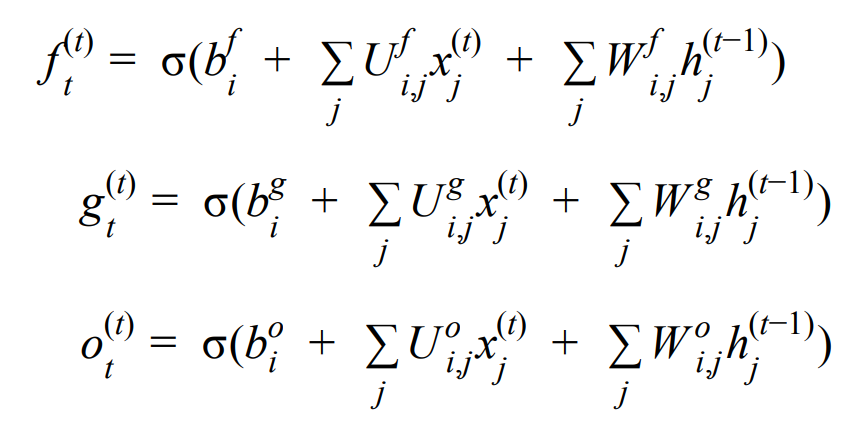 f_t^{(t)} = σ(b_i^f + ∑_j U_{i,j}^f x_j^{(t)} + ∑_j W_{i,j}^f h_j^{(t−1)})
g_t^{(t)} = σ(b_i^g + ∑_j U_{i,j}^g x_j^{(t)} + ∑_j W_{i,j}^g h_j^{(t−1)})
o_t^{(t)} = σ(b_i^o + ∑_j U_{i,j}^o x_j^{(t)} + ∑_j W_{i,j}^o h_j^{(t−1)})